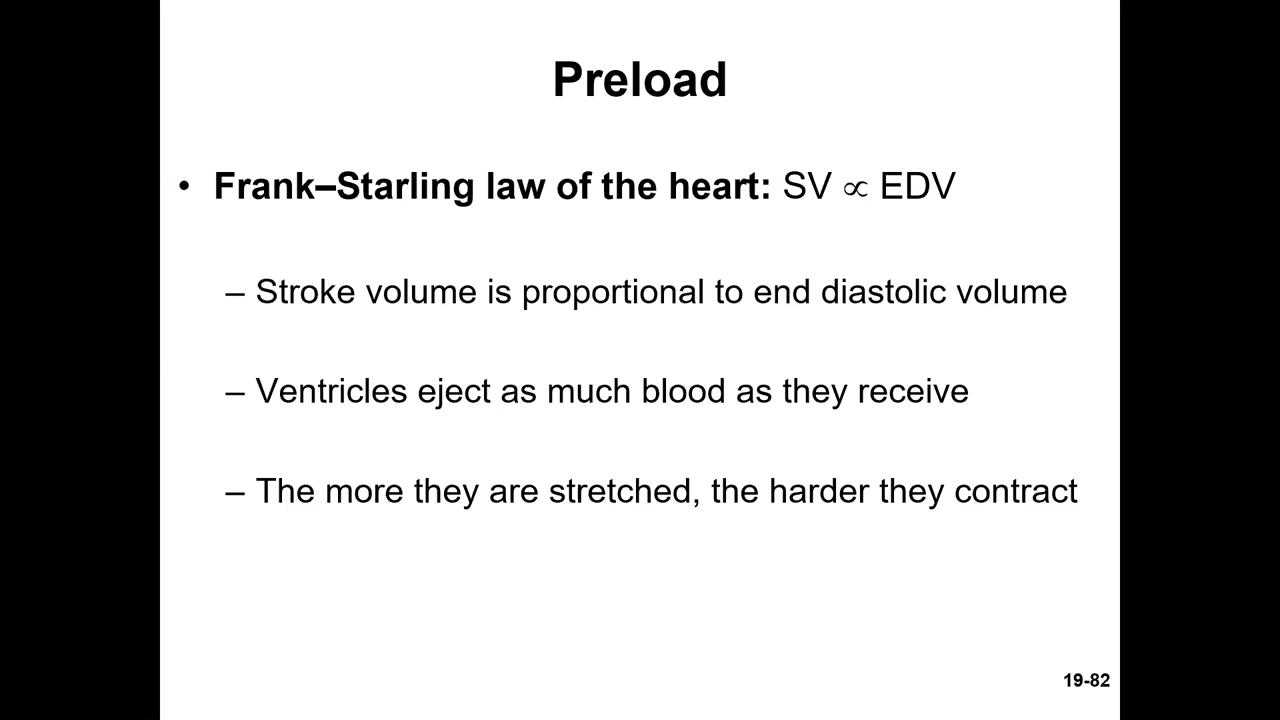 Preload
• Frank–Starling law of the heart: SV ∝ EDV
– Stroke volume is proportional to end diastolic volume
– Ventricles eject as much blood as they receive
– The more they are stretched, the harder they contract
19-82